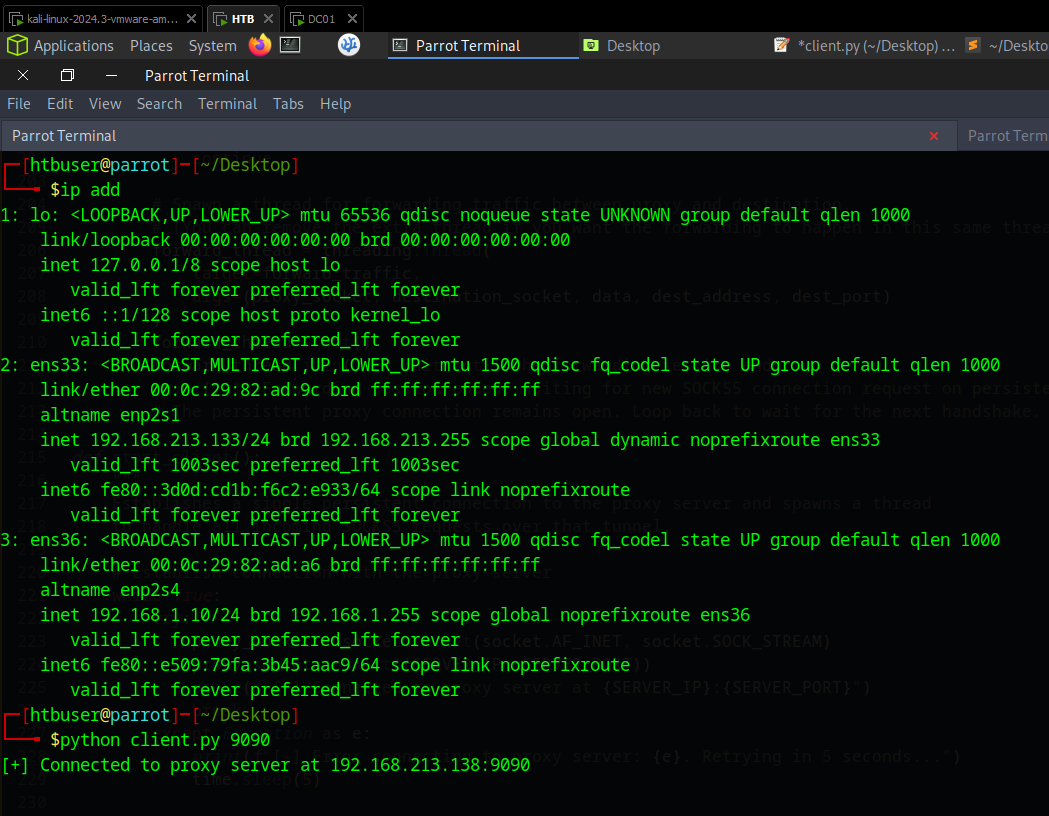 kali-linux-2024.3-vmware-am... HTB DC01
Applications Places System Parrot Terminal Desktop *client.py (~/Desktop) ... ~/Deskto
Parrot Terminal
File Edit View Search Terminal Tabs Help
Parrot Terminal Parrot Term
[htbuser@parrot]-[~/Desktop]
$ip add
1: lo: <LOOPBACK,UP,LOWER_UP> mtu 65536 qdisc noqueue state UNKNOWN group default qlen 1000
link/loopback 00:00:00:00:00:00 brd 00:00:00:00:00:00
inet 127.0.0.1/8 scope host lo
valid_lft forever preferred_lft forever
inet6 ::1/128 scope host proto kernel_lo
valid_lft forever preferred_lft forever
2: ens33: <BROADCAST,MULTICAST,UP,LOWER_UP> mtu 1500 qdisc fq_codel state UP group default qlen 1000
link/ether 00:0c:29:82:ad:9c brd ff:ff:ff:ff:ff:ff
altname enp2s1
inet 192.168.213.133/24 brd 192.168.213.255 scope global dynamic noprefixroute ens33
valid_lft 1003sec preferred_lft 1003sec
inet6 fe80::3d0d:cd1b:f6c2:e933/64 scope link noprefixroute
valid_lft forever preferred_lft forever
3: ens36: <BROADCAST,MULTICAST,UP,LOWER_UP> mtu 1500 qdisc fq_codel state UP group default qlen 1000
link/ether 00:0c:29:82:ad:a6 brd ff:ff:ff:ff:ff:ff
altname enp2s4
inet 192.168.1.10/24 brd 192.168.1.255 scope global noprefixroute ens36
valid_lft forever preferred_lft forever
inet6 fe80::e509:79fa:3b45:aac9/64 scope link noprefixroute
valid_lft forever preferred_lft forever
[htbuser@parrot]-[~/Desktop]
$python client.py 9090
[+] Connected to proxy server at 192.168.213.138:9090